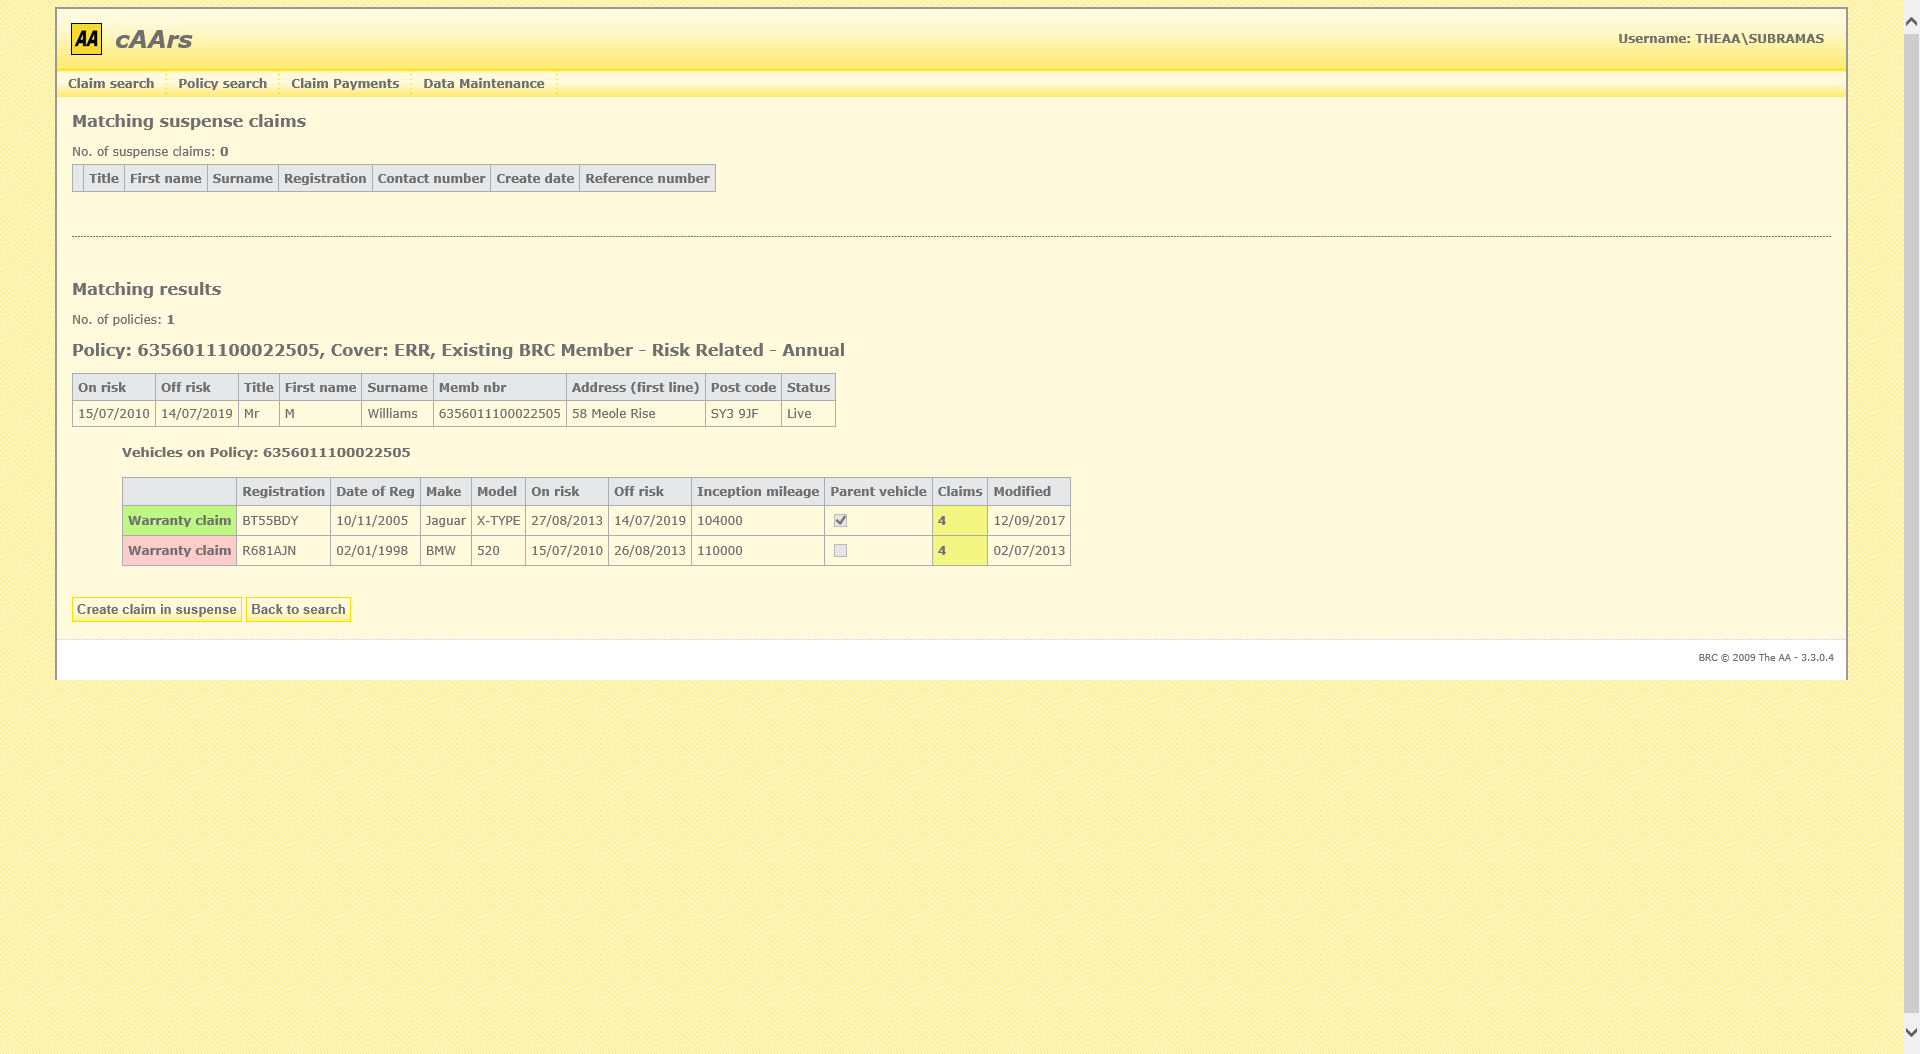 AA cAArs
Username: THEAA\SUBRAMAS
Claim search Policy search Claim Payments Data Maintenance
Matching suspense claims
No. of suspense claims: 0
Title First name Surname Registration Contact number Create date Reference number
Matching results
No. of policies: 1
Policy: 6356011100022505, Cover: ERR, Existing BRC Member - Risk Related - Annual
On risk Off risk Title First name Surname Memb nbr Address (first line) Post code Status
15/07/2010 14/07/2019 Mr M Williams 6356011100022505 58 Meole Rise SY3 9JF Live
Vehicles on Policy: 6356011100022505
Registration Date of Reg Make Model On risk Off risk Inception mileage Parent vehicle Claims Modified
Warranty claim BT55BDY 10/11/2005 Jaguar X-TYPE 27/08/2013 14/07/2019 104000 4 12/09/2017
Warranty claim R681AJN 02/01/1998 BMW 520 15/07/2010 26/08/2013 110000 4 02/07/2013
Create claim in suspense Back to search
BRC © 2009 The AA - 3.3.0.4